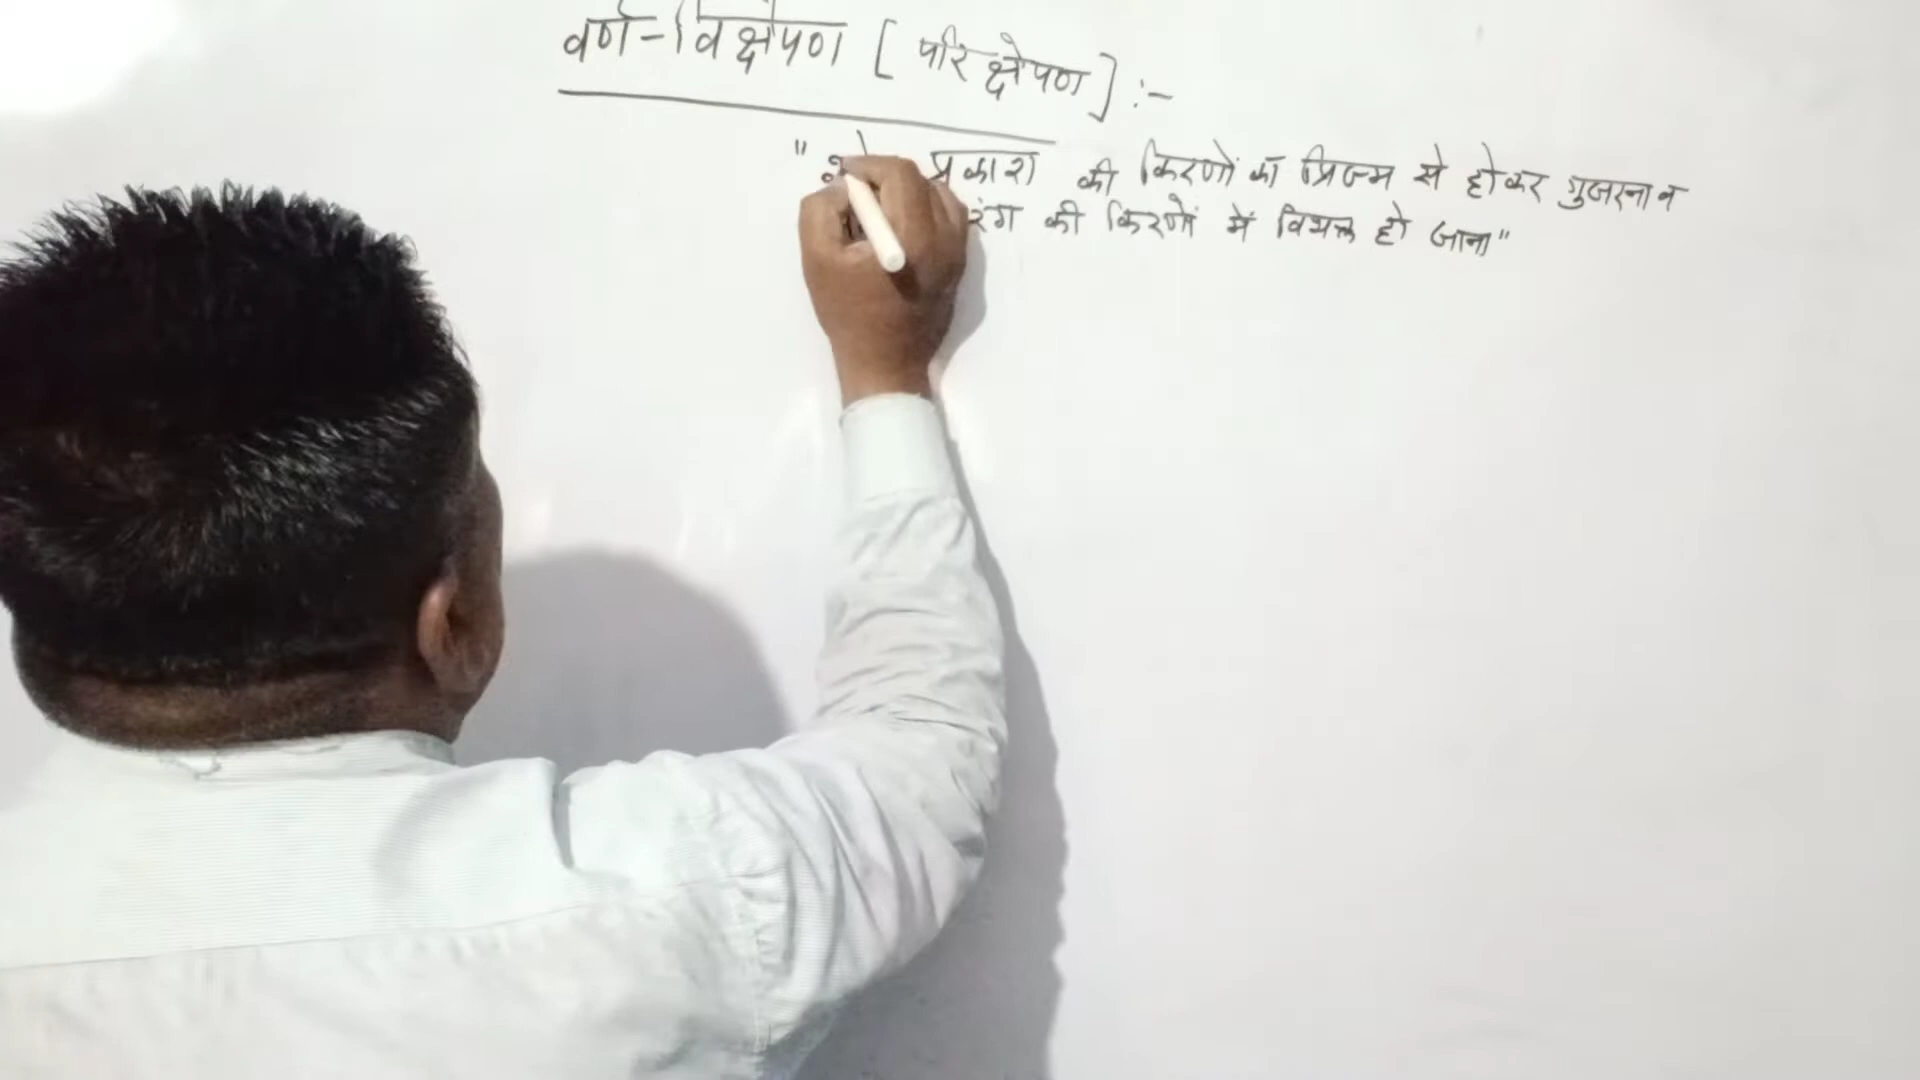 वर्ण-विक्षेपण [ परिक्षेपण ] :-
" प्रकाश की किरणों का प्रिज्म से होकर गुजरना व
रंग की किरणों में विभक्त हो जाना"